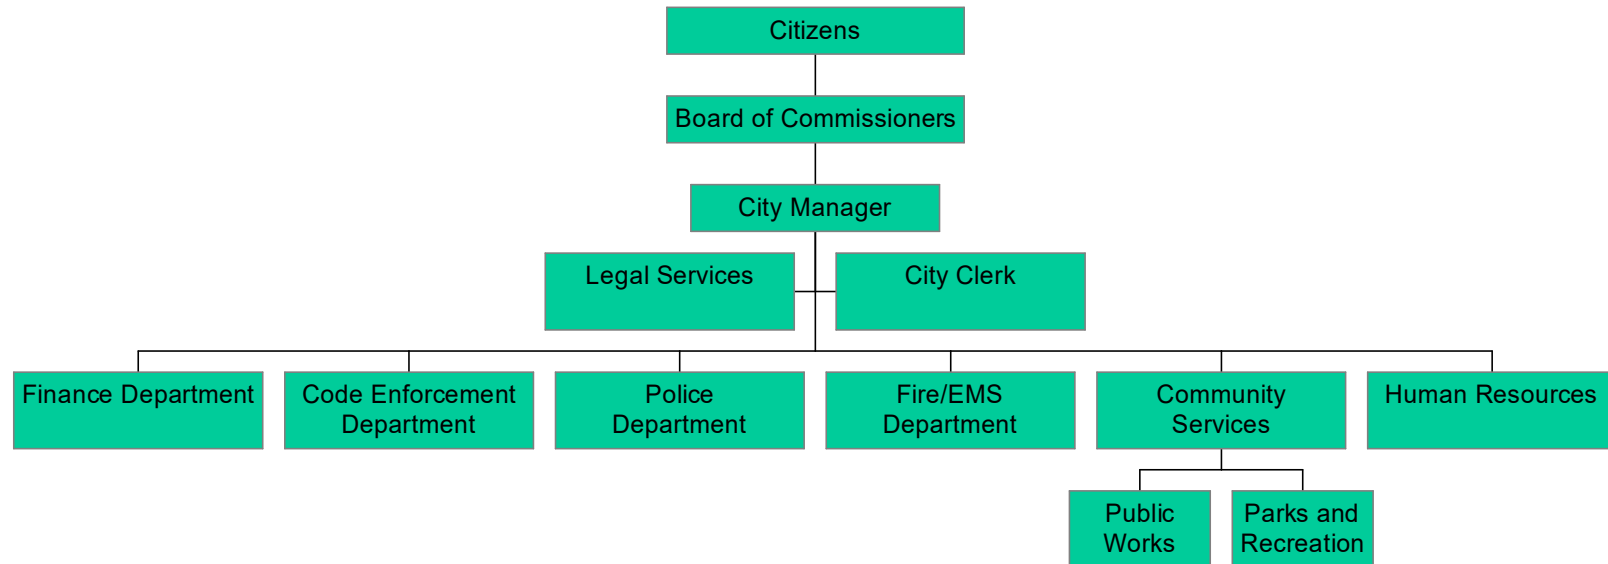 Citizens
Board of Commissioners
City Manager
Legal Services
City Clerk
Finance Department
Code Enforcement
Department
Police
Department
Fire/EMS
Department
Community
Services
Human Resources
Public
Works
Parks and
Recreation